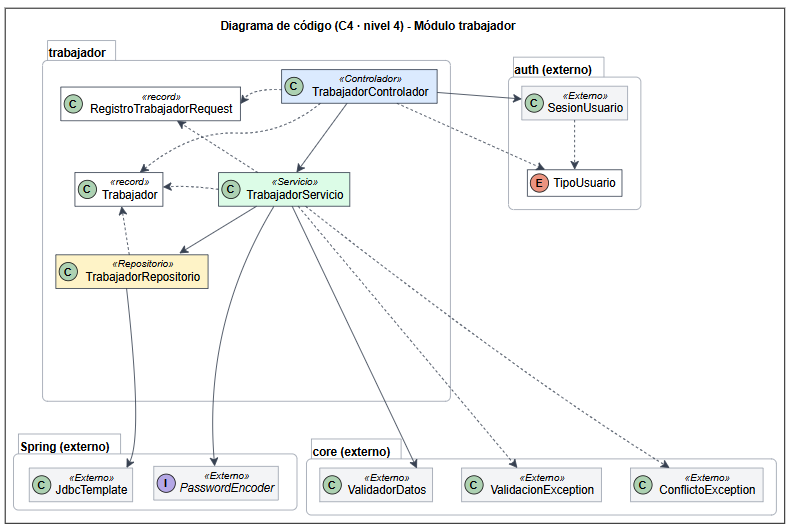 Diagrama de código (C4 · nivel 4) - Módulo trabajador
trabajador
«Controlador»
C TrabajadorControlador
«record»
C RegistroTrabajadorRequest
auth (externo)
«Externo»
C SesionUsuario
E TipoUsuario
«record»
C Trabajador
«Servicio»
C TrabajadorServicio
«Repositorio»
C TrabajadorRepositorio
Spring (externo)
«Externo»
C JdbcTemplate
«Externo»
I PasswordEncoder
core (externo)
«Externo»
C ValidadorDatos
«Externo»
C ValidacionException
«Externo»
C ConflictoException